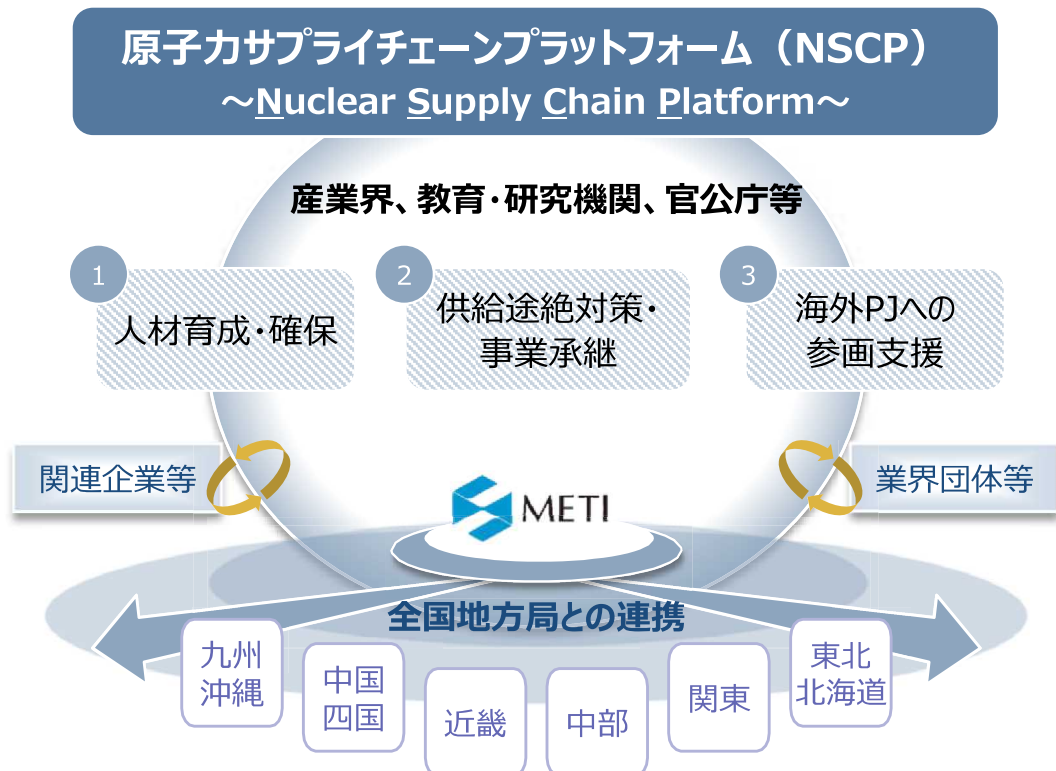 原子力サプライチェーンプラットフォーム（NSCP）
～Nuclear Supply Chain Platform～
産業界、教育・研究機関、官公庁等
1
人材育成・確保
2
供給途絶対策・
事業承継
3
海外PJへの
参画支援
関連企業等
業界団体等
METI
全国地方局との連携
九州
沖縄
中国
四国
近畿
中部
関東
東北
北海道